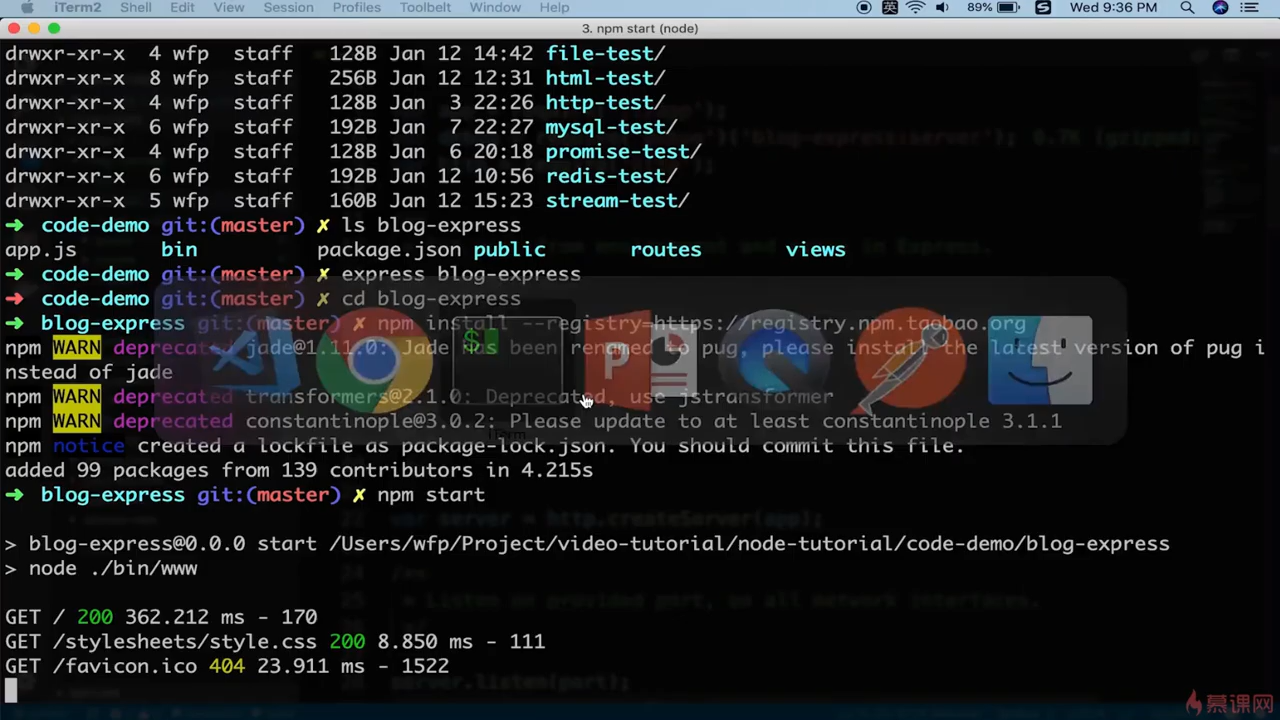 iTerm2 Shell Edit View Session Profiles Toolbelt Window Help 英 89% Wed 9:36 PM
3. npm start (node)
drwxr-xr-x 4 wfp staff 128B Jan 12 14:42 file-test/
drwxr-xr-x 8 wfp staff 256B Jan 12 12:31 html-test/
drwxr-xr-x 4 wfp staff 128B Jan 3 22:26 http-test/
drwxr-xr-x 6 wfp staff 192B Jan 7 22:27 mysql-test/
drwxr-xr-x 4 wfp staff 128B Jan 6 20:18 promise-test/
drwxr-xr-x 6 wfp staff 192B Jan 12 10:56 redis-test/
drwxr-xr-x 5 wfp staff 160B Jan 12 15:23 stream-test/
➜ code-demo git:(master) ✗ ls blog-express
app.js bin package.json public routes views
➜ code-demo git:(master) ✗ express blog-express
➜ code-demo git:(master) ✗ cd blog-express
➜ blog-express git:(master) ✗ npm install --registry=https://registry.npm.taobao.org
npm WARN deprecated jade@1.11.0: Jade has been renamed to pug, please install the latest version of pug i
nstead of jade
npm WARN deprecated transformers@2.1.0: Deprecated, use jstransformer
npm WARN deprecated constantinople@3.0.2: Please update to at least constantinople 3.1.1
npm notice created a lockfile as package-lock.json. You should commit this file.
added 99 packages from 139 contributors in 4.215s
➜ blog-express git:(master) ✗ npm start
> blog-express@0.0.0 start /Users/wfp/Project/video-tutorial/node-tutorial/code-demo/blog-express
> node ./bin/www
GET / 200 362.212 ms - 170
GET /stylesheets/style.css 200 8.850 ms - 111
GET /favicon.ico 404 23.911 ms - 1522
慕课网